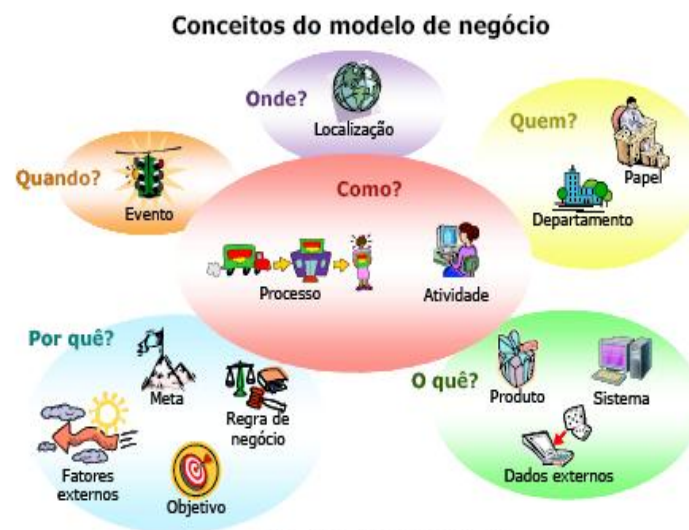 Conceitos do modelo de negócio
Onde?
Localização
Quem?
Papel
Departamento
Quando?
Evento
Como?
Processo
Atividade
Por quê?
Meta
Regra de
negócio
Fatores
externos
Objetivo
O quê?
Produto
Sistema
Dados externos